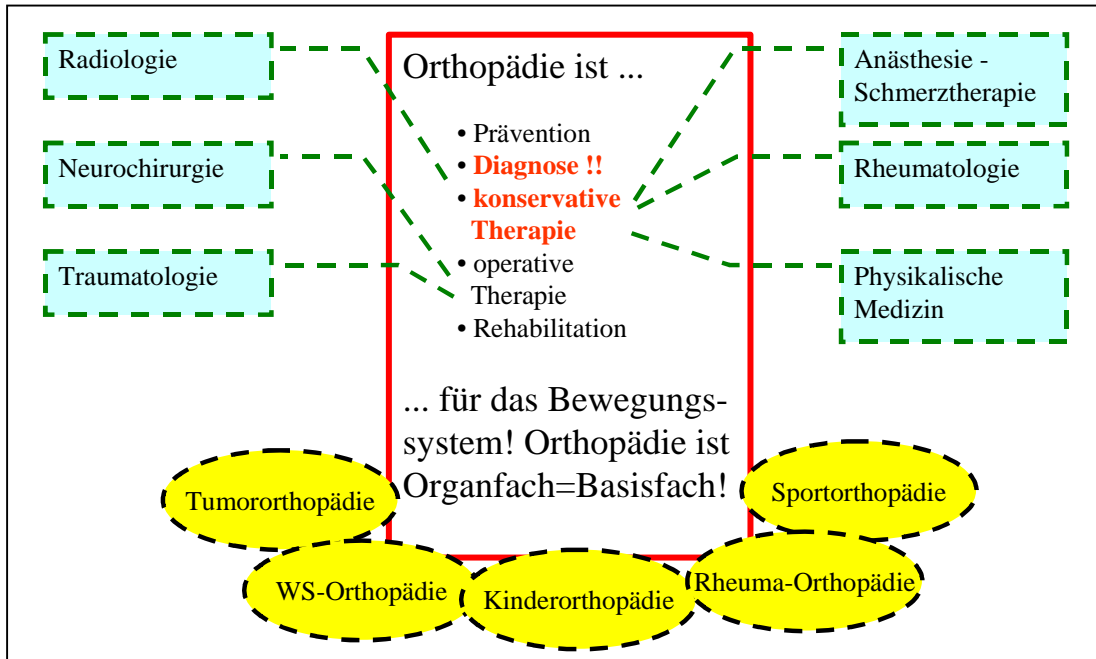 Radiologie
Neurochirurgie
Traumatologie
Orthopädie ist ...
• Prävention
• Diagnose !!
• konservative
Therapie
• operative
Therapie
• Rehabilitation
... für das Bewegungs-
system! Orthopädie ist
Organfach=Basisfach!
Anästhesie -
Schmerztherapie
Rheumatologie
Physikalische
Medizin
Tumororthopädie
WS-Orthopädie
Kinderorthopädie
Rheuma-Orthopädie
Sportorthopädie